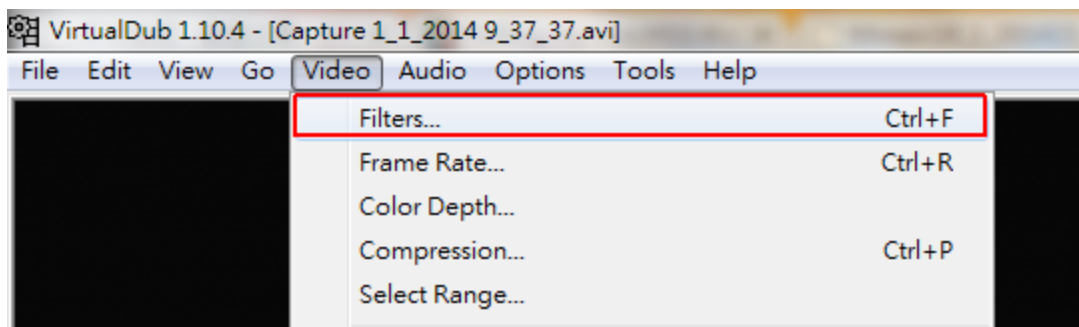 VirtualDub 1.10.4 - [Capture 1_1_2014 9_37_37.avi]
File Edit View Go Video Audio Options Tools Help
Filters... Ctrl+F
Frame Rate... Ctrl+R
Color Depth...
Compression... Ctrl+P
Select Range...